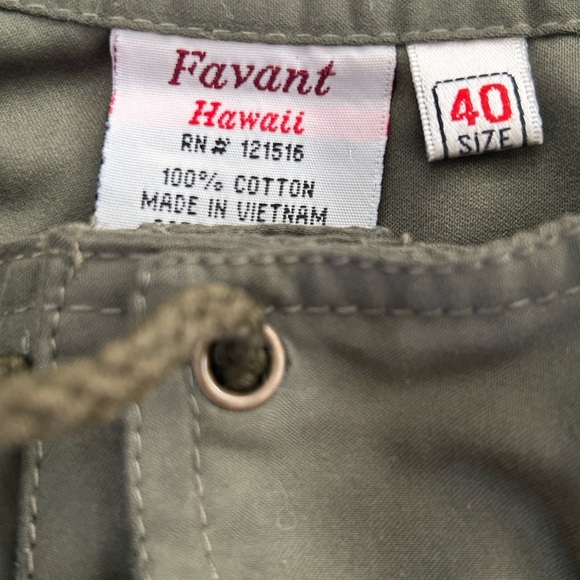 Favant
Hawaii
RN# 121516
100% COTTON
MADE IN VIETNAM
40
SIZE